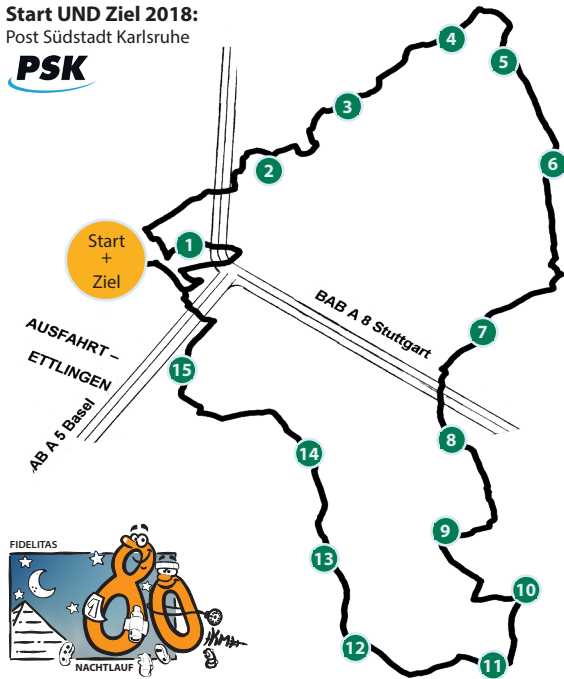 Start UND Ziel 2018:
Post Südstadt Karlsruhe
PSK
4
5
3
6
2
1
Start
+
Ziel
BAB A 8 Stuttgart
AUSFAHRT –
ETTLINGEN
7
15
AB A 5 Basel
8
14
9
FIDELITAS
13
10
80
12
11
NACHTLAUF